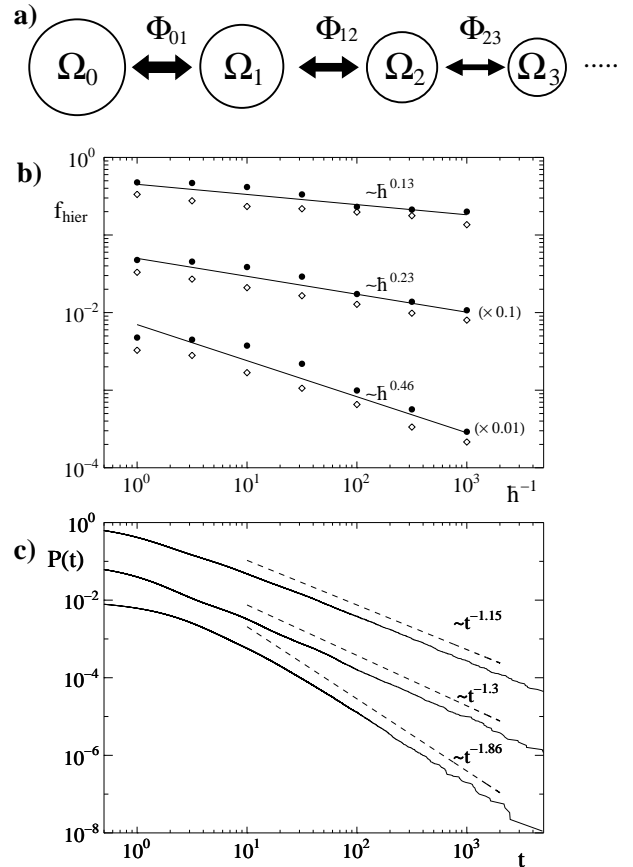 a)
Φ01 Φ12 Φ23
Ω0 Ω1 Ω2 Ω3 .....
b)
10^0
f_hier
~ħ^0.13
~ħ^0.23
10^-2
(× 0.1)
~ħ^0.46
(× 0.01)
10^-4
10^0 10^1 10^2 10^3 ħ^-1
c)
10^0
P(t)
10^-2
~t^-1.15
10^-4
~t^-1.3
10^-6
~t^-1.86
10^-8
10^0 10^1 10^2 10^3 t